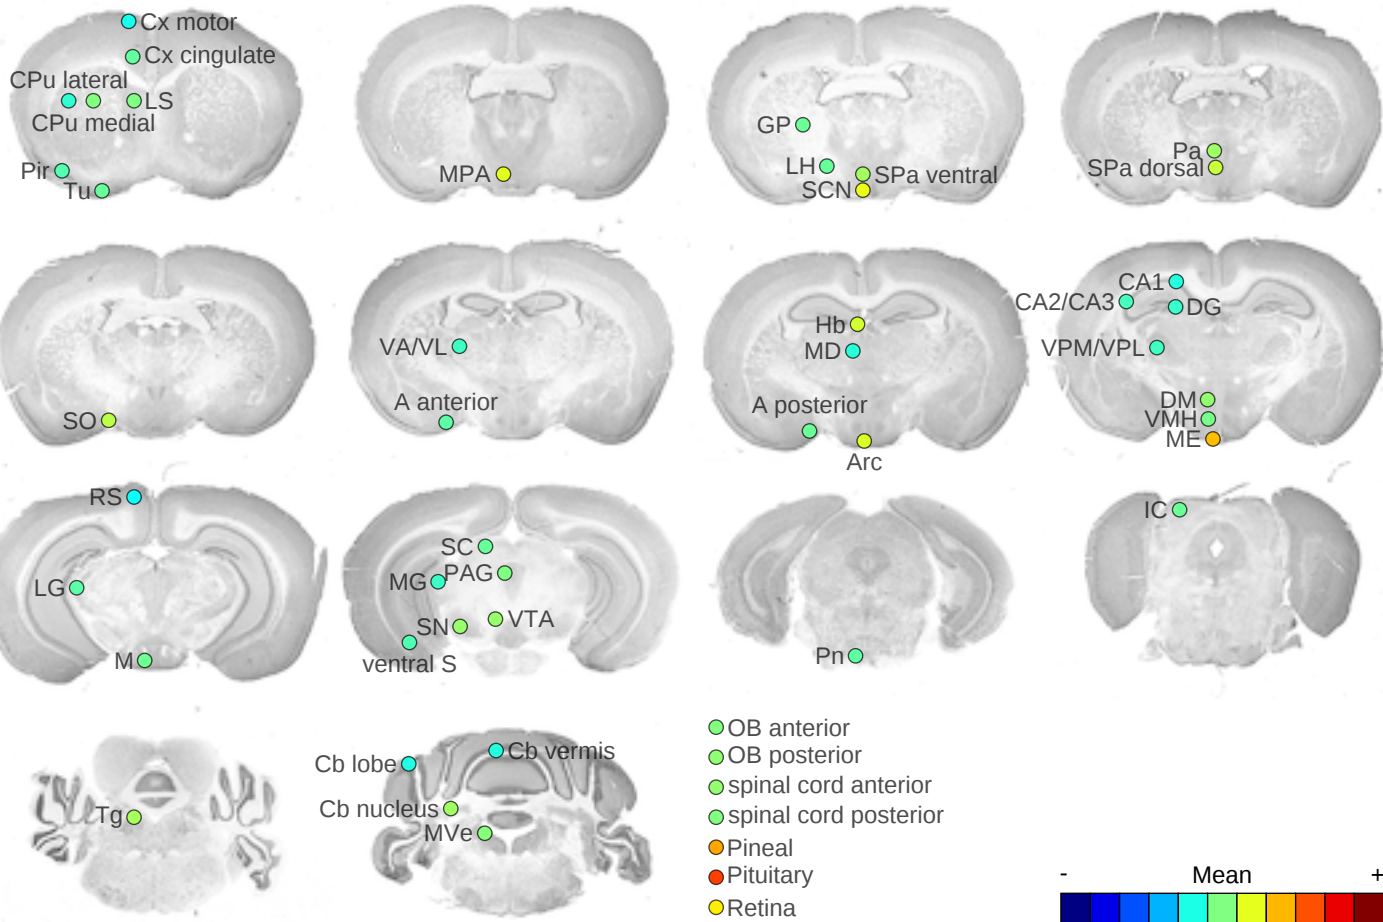 Cx motor
Cx cingulate
CPu lateral
LS
CPu medial
Pir
Tu
MPA
GP
LH
SPa ventral
SCN
Pa
SPa dorsal
SO
VA/VL
A anterior
Hb
MD
A posterior
Arc
CA1
CA2/CA3
DG
VPM/VPL
DM
VMH
ME
RS
LG
M
SC
MG
PAG
SN
VTA
ventral S
Pn
IC
Tg
Cb lobe
Cb vermis
Cb nucleus
MVe
OB anterior
OB posterior
spinal cord anterior
spinal cord posterior
Pineal
Pituitary
Retina
- Mean +